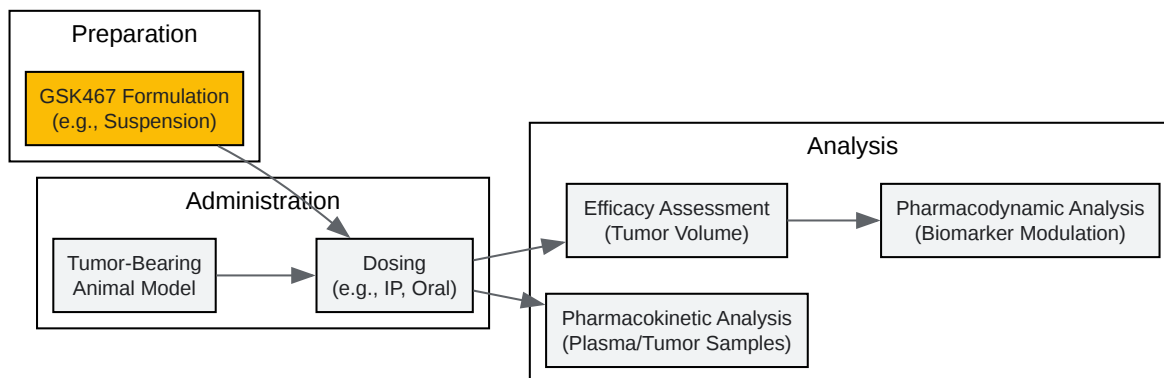 Preparation
GSK467 Formulation
(e.g., Suspension)
Administration
Tumor-Bearing
Animal Model
Dosing
(e.g., IP, Oral)
Analysis
Efficacy Assessment
(Tumor Volume)
Pharmacodynamic Analysis
(Biomarker Modulation)
Pharmacokinetic Analysis
(Plasma/Tumor Samples)